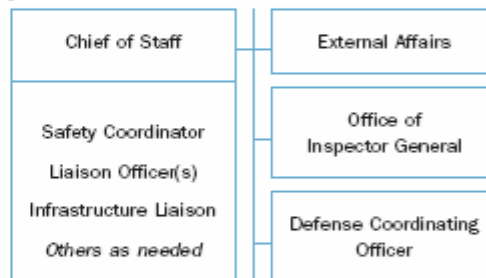 Chief of Staff
Safety Coordinator
Liaison Officer(s)
Infrastructure Liaison
Others as needed
External Affairs
Office of
Inspector General
Defense Coordinating
Officer